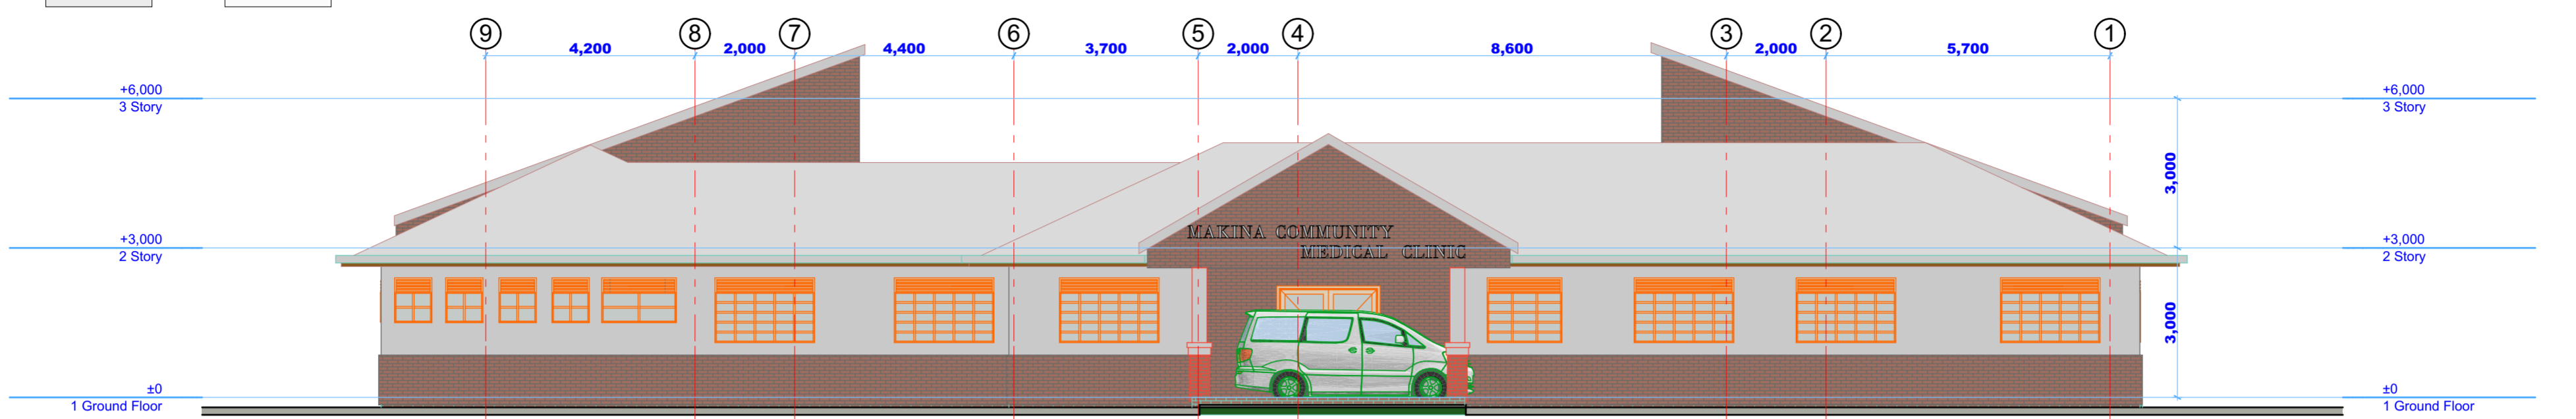 9 8 7 6 5 4 3 2 1
4,200 2,000 4,400 3,700 2,000 8,600 2,000 5,700
+6,000 +6,000
3 Story 3 Story
3,000
MAKINA COMMUNITY
+3,000 +3,000
MEDICAL CLINIC
2 Story 2 Story
3,000
±0 ±0
1 Ground Floor 1 Ground Floor